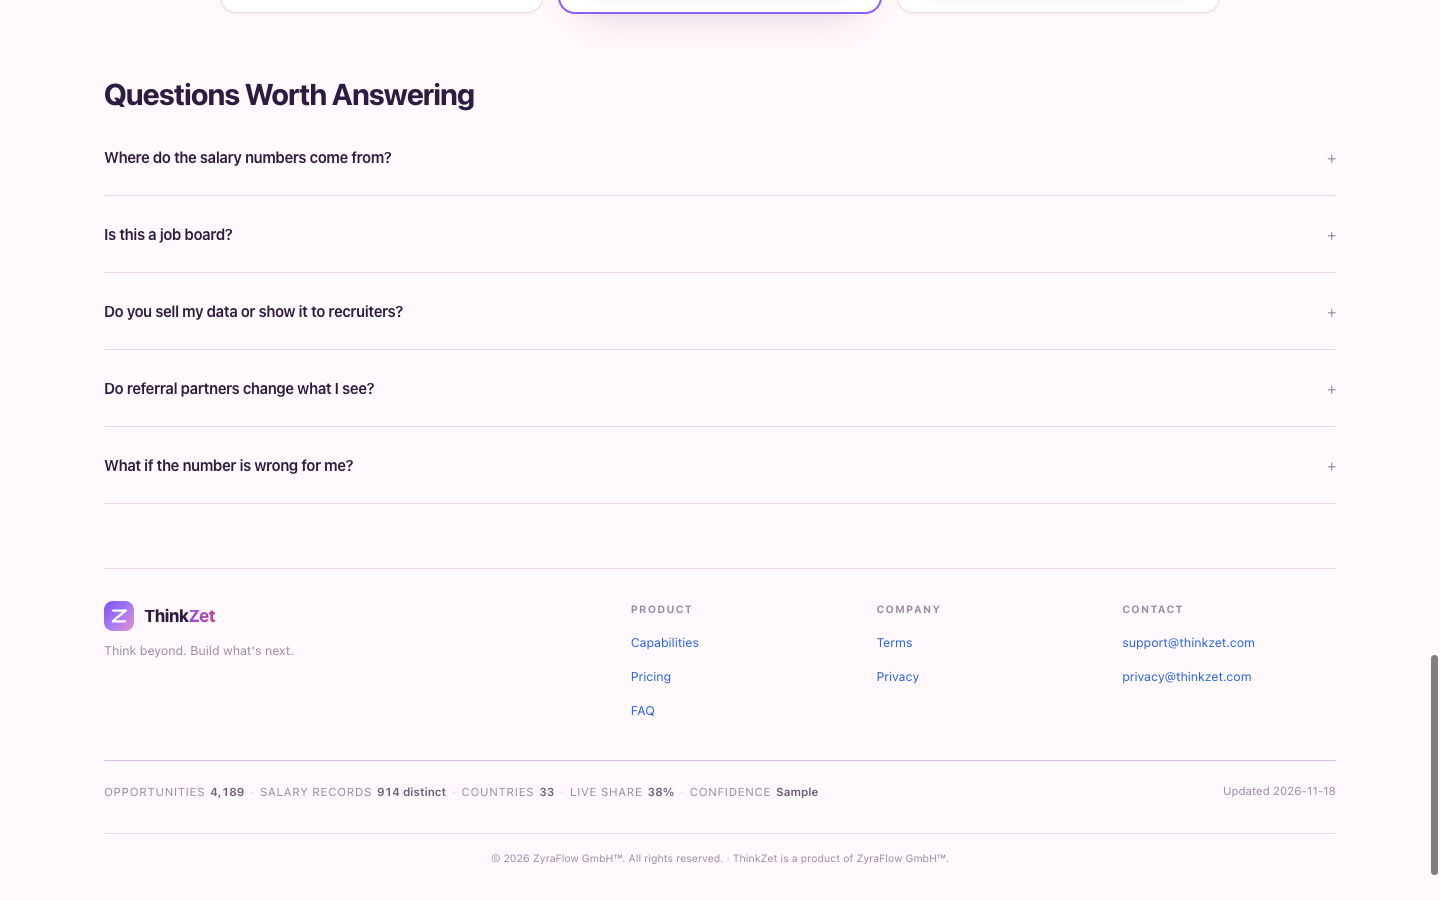 Questions Worth Answering
Where do the salary numbers come from? +
Is this a job board? +
Do you sell my data or show it to recruiters? +
Do referral partners change what I see? +
What if the number is wrong for me? +
ThinkZet
Think beyond. Build what's next.
PRODUCT
Capabilities
Pricing
FAQ
COMPANY
Terms
Privacy
CONTACT
support@thinkzet.com
privacy@thinkzet.com
OPPORTUNITIES 4,189 · SALARY RECORDS 914 distinct · COUNTRIES 33 · LIVE SHARE 38% · CONFIDENCE Sample
Updated 2026-11-18
© 2026 ZyraFlow GmbH™. All rights reserved. · ThinkZet is a product of ZyraFlow GmbH™.